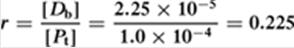 r = [D_b] / [P_t] = 2.25 × 10⁻⁵ / 1.0 × 10⁻⁴ = 0.225